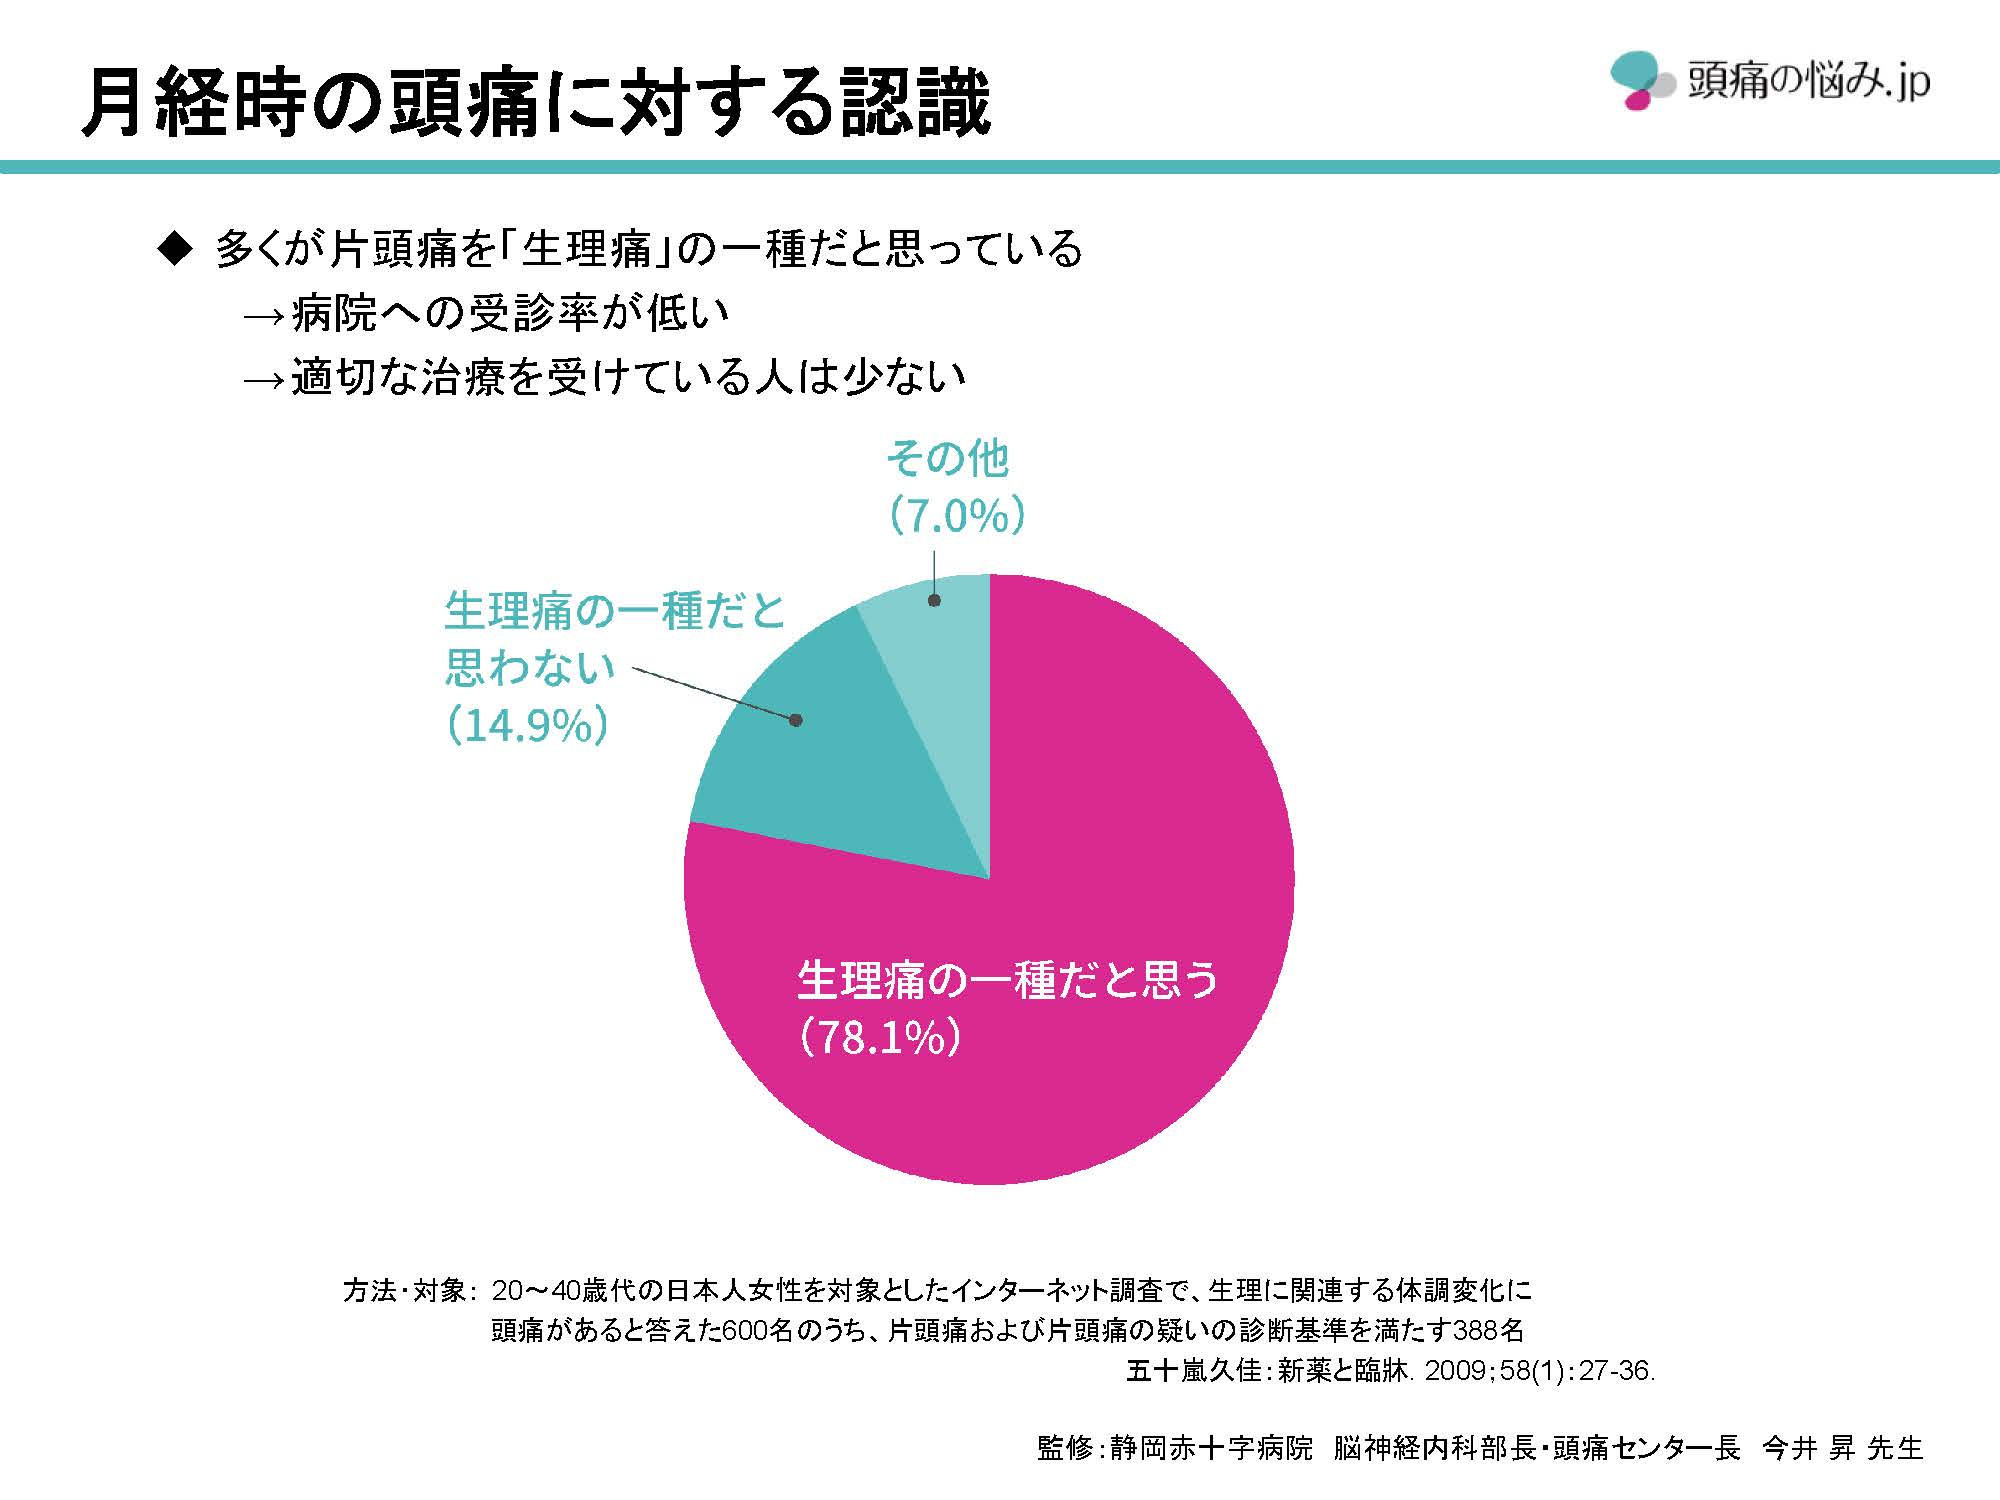 月経時の頭痛に対する認識
頭痛の悩み.jp
◆ 多くが片頭痛を「生理痛」の一種だと思っている
→病院への受診率が低い
→適切な治療を受けている人は少ない
その他
(7.0%)
生理痛の一種だと
思わない
(14.9%)
生理痛の一種だと思う
(78.1%)
方法・対象： 20～40歳代の日本人女性を対象としたインターネット調査で、生理に関連する体調変化に
頭痛があると答えた600名のうち、片頭痛および片頭痛の疑いの診断基準を満たす388名
五十嵐久佳：新薬と臨牀. 2009；58(1)：27-36.
監修：静岡赤十字病院　脳神経内科部長・頭痛センター長　今井 昇 先生